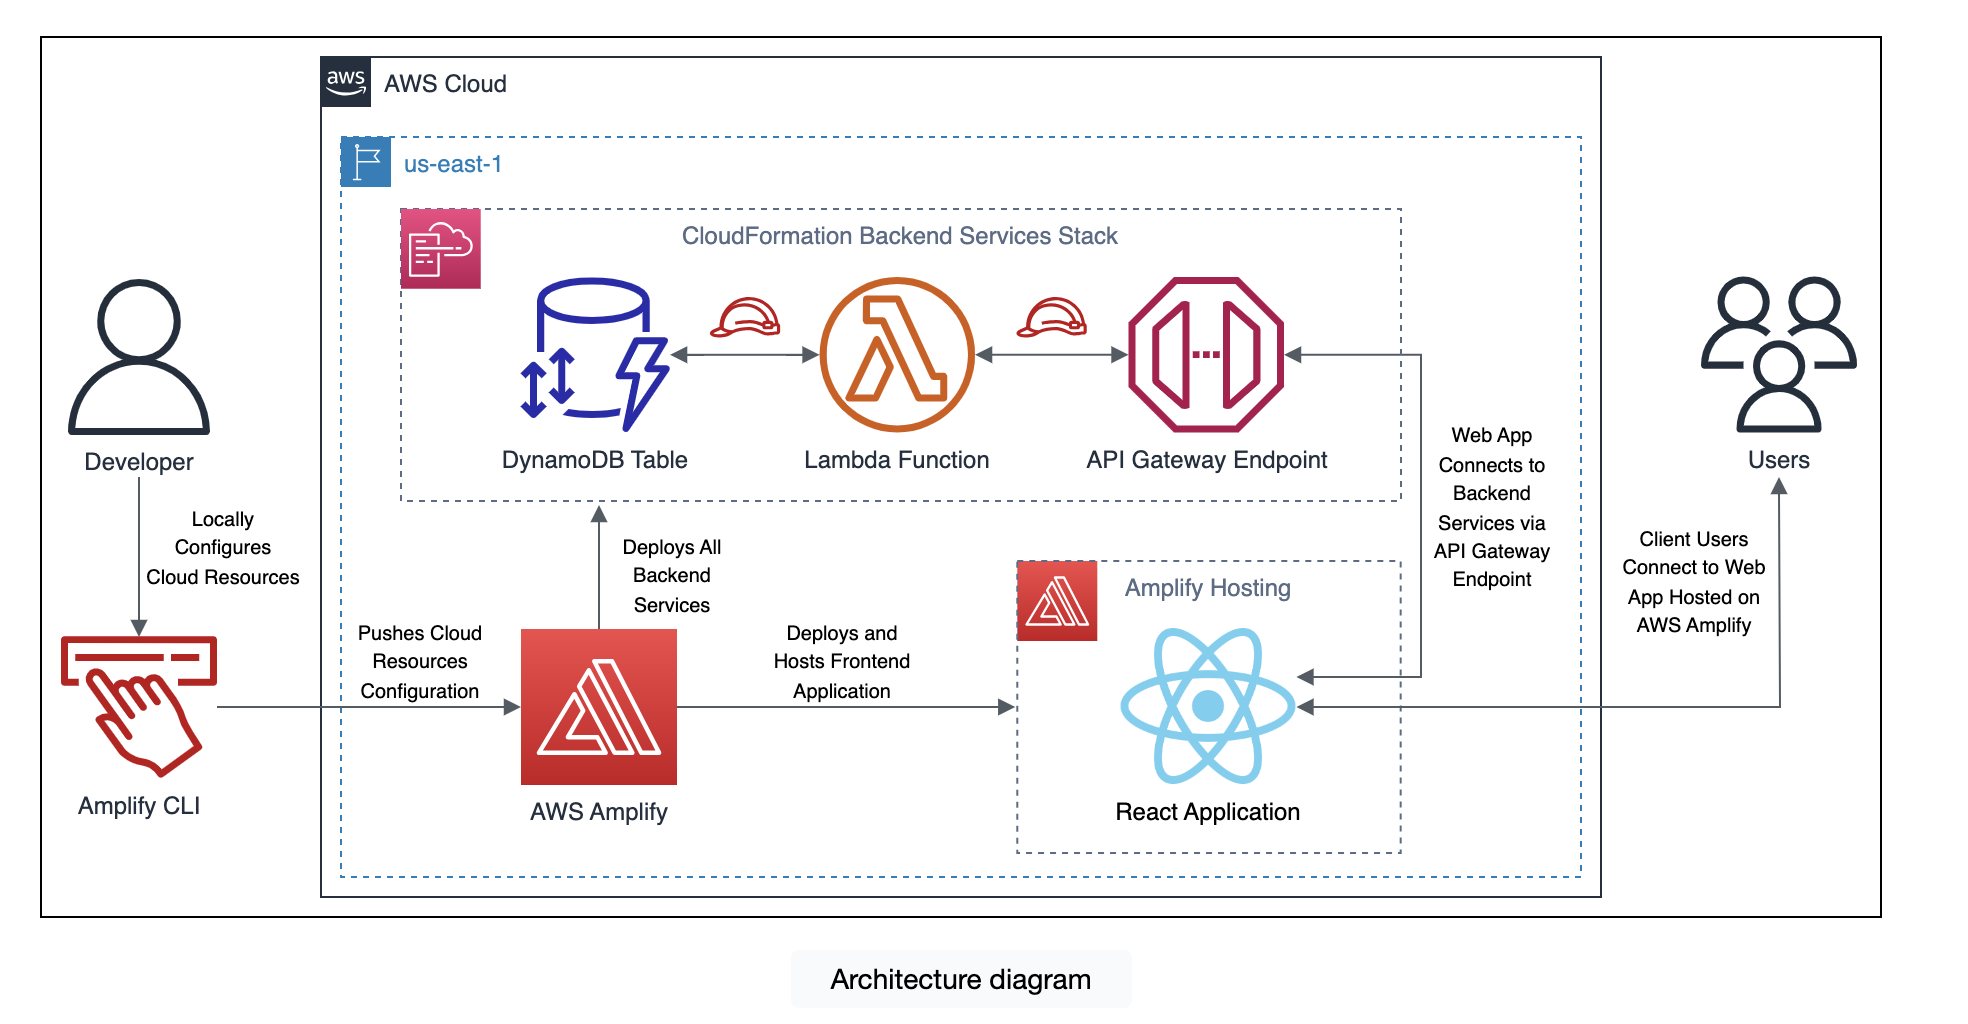 aws
AWS Cloud
us-east-1
CloudFormation Backend Services Stack
DynamoDB Table
Lambda Function
API Gateway Endpoint
Developer
Locally
Configures
Cloud Resources
Amplify CLI
Pushes Cloud
Resources
Configuration
Deploys All
Backend
Services
AWS Amplify
Deploys and
Hosts Frontend
Application
Amplify Hosting
React Application
Web App
Connects to
Backend
Services via
API Gateway
Endpoint
Users
Client Users
Connect to Web
App Hosted on
AWS Amplify
Architecture diagram